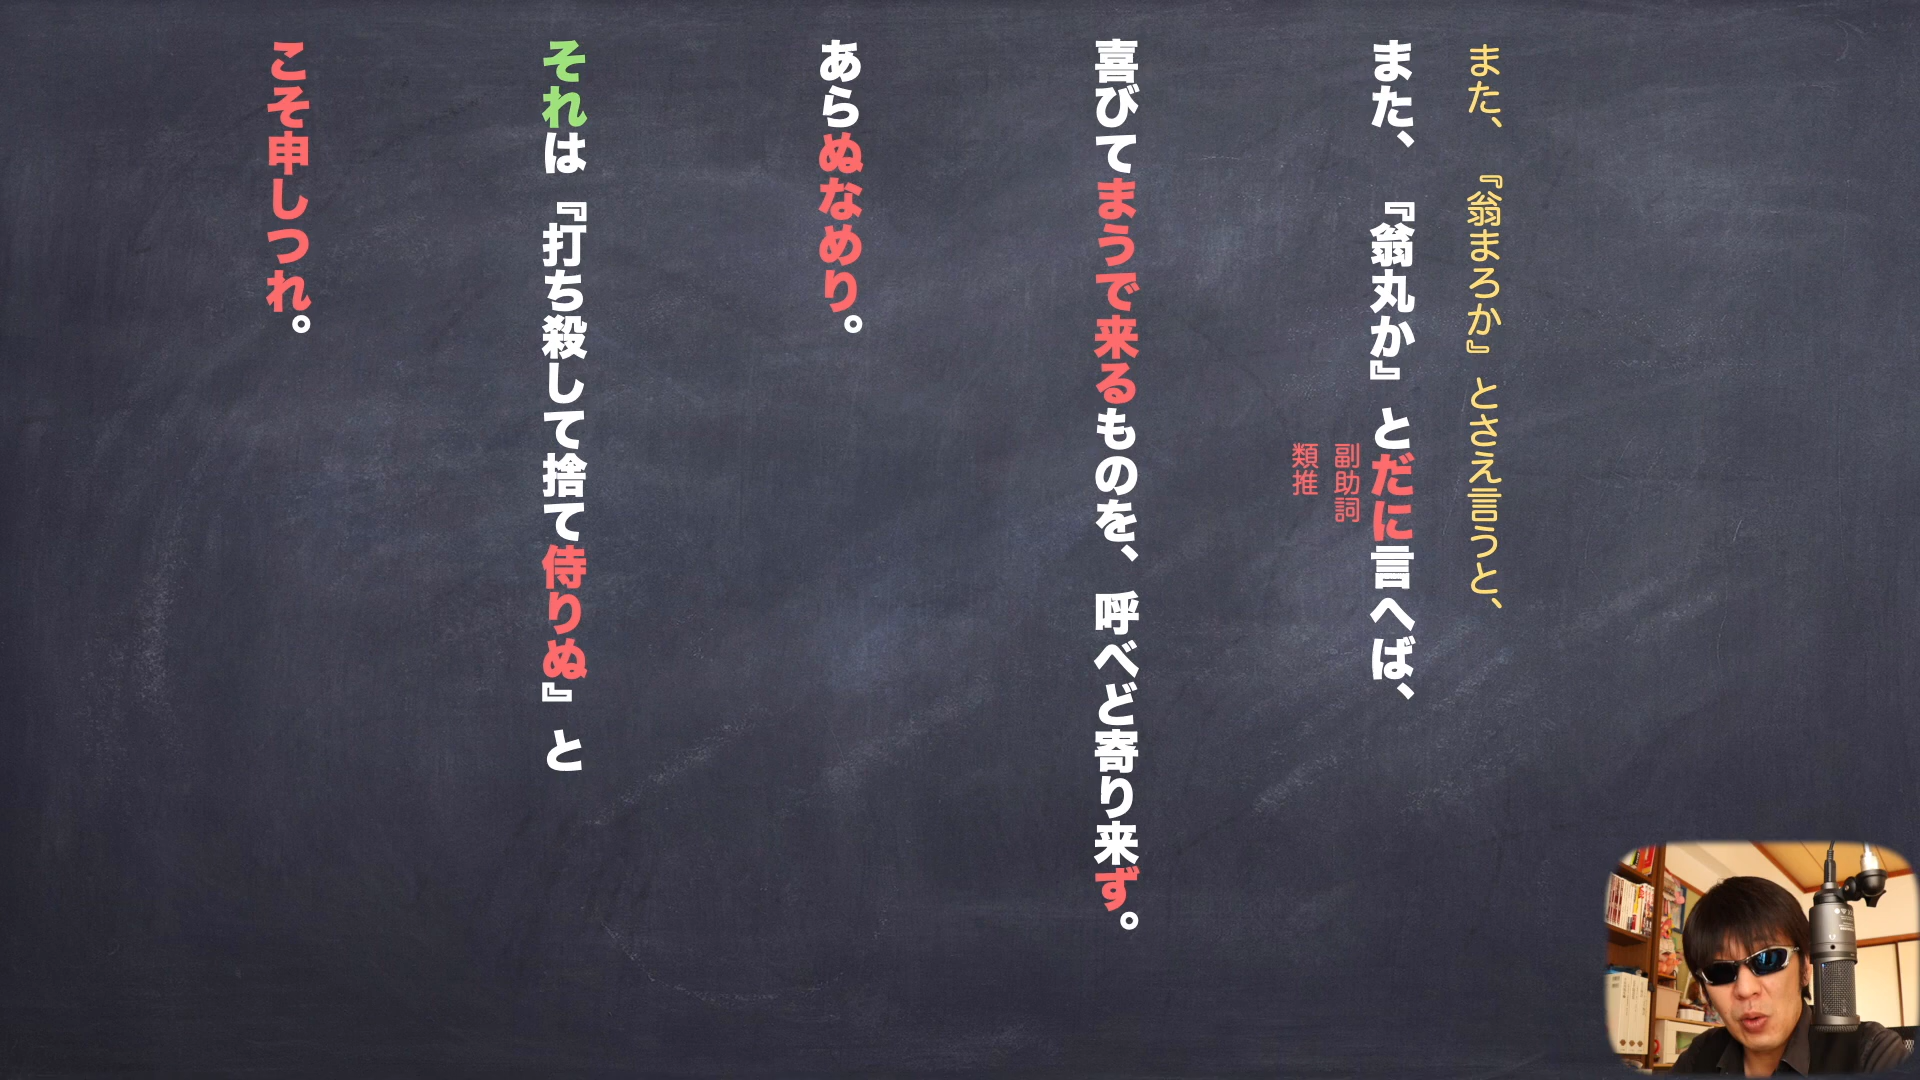 また、『翁まろか』とさえ言うと、
また、『翁丸か』とだに言へば、
副助詞
類推
喜びてまうで来るものを、呼べど寄り来ず。
あらぬなめり。
それは『打ち殺して捨て侍りぬ』と
こそ申しつれ。